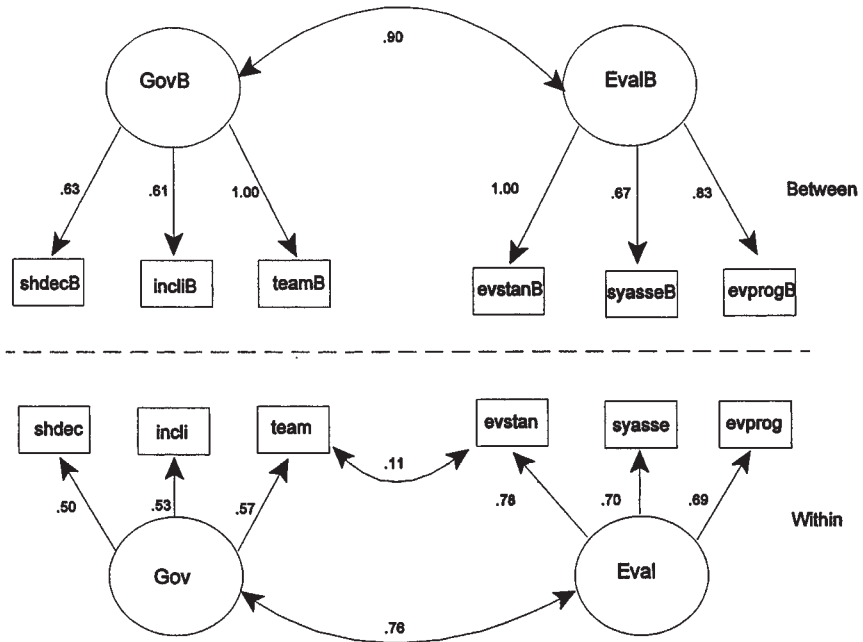 .90
GovB
EvalB
.63
.61
1.00
1.00
.67
.83
Between
shdecB
incliB
teamB
evstanB
syasseB
evprogB
shdec
incli
team
evstan
syasse
evprog
.11
.50
.53
.57
.78
.70
.69
Within
Gov
Eval
.76